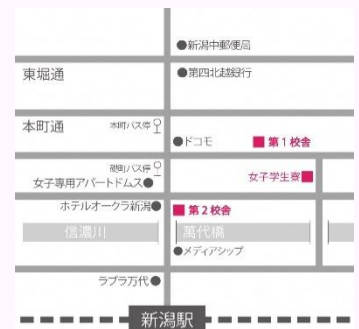 ●新潟中郵便局
東堀通
●第四北越銀行
本町通
本町バス停
●ドコモ
■第1校舎
礎町バス停
女子専用アパートドムス●
女子学生寮■
ホテルオークラ新潟●
■第2校舎
信濃川
萬代橋
●メディアシップ
ラブラ万代●
新潟駅